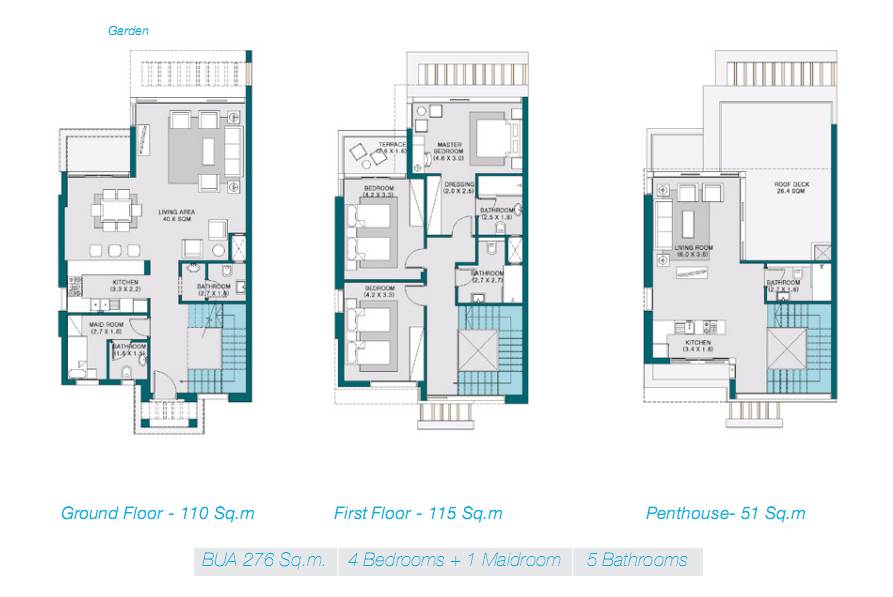 Garden
LIVING AREA
40.6 SQM
KITCHEN
(3.3 X 2.2)
BATHROOM
(2.7 X 1.5)
MAID ROOM
(2.7 X 1.8)
BATHROOM
(1.6 X 1.5)
TERRACE
MASTER
BEDROOM
(4.6 X 3.0)
DRESSING
(2.0 X 2.5)
BEDROOM
(4.2 X 3.3)
BATHROOM
(2.5 X 1.8)
BATHROOM
(2.7 X 2.7)
BEDROOM
(4.2 X 3.3)
ROOF DECK
26.4 SQM
LIVING ROOM
(6.0 X 3.6)
BATHROOM
(2.7 X 1.6)
KITCHEN
(3.4 X 1.8)
Ground Floor - 110 Sq.m
First Floor - 115 Sq.m
Penthouse- 51 Sq.m
BUA 276 Sq.m.
4 Bedrooms + 1 Maidroom
5 Bathrooms